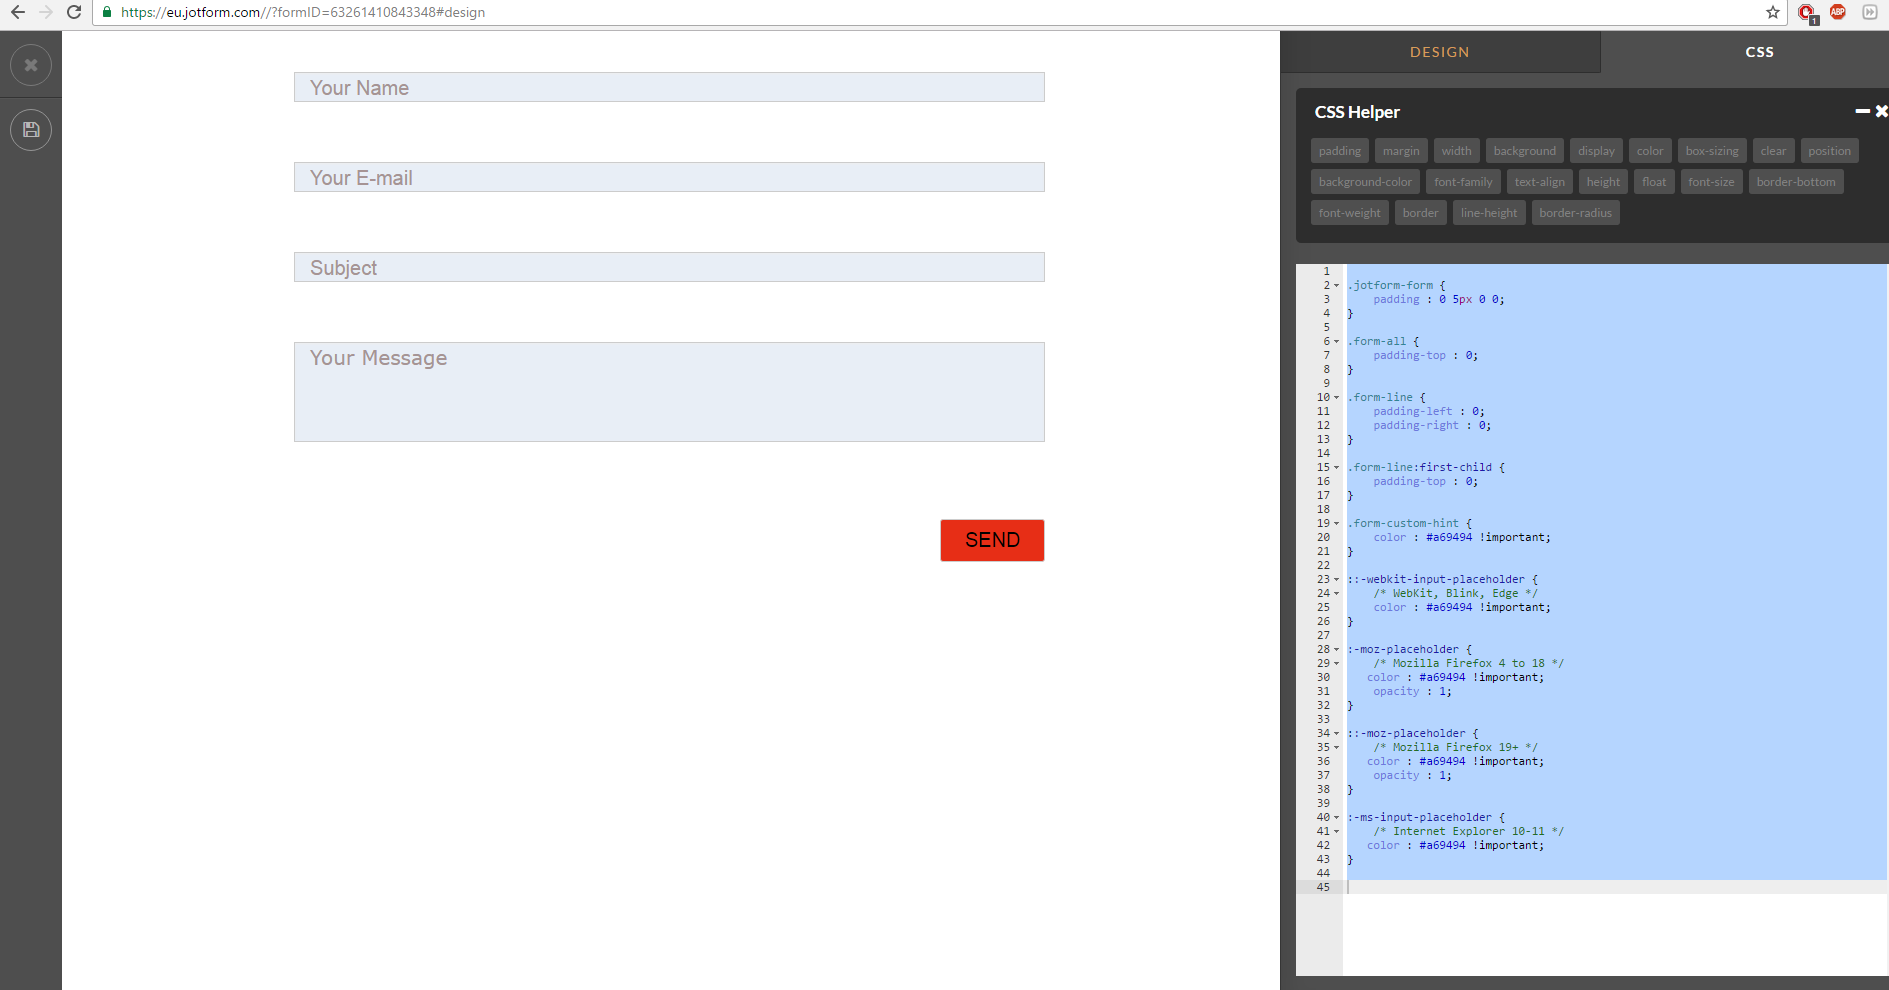 https://eu.jotform.com//?formID=63261410843348#design
1
ABP
Your Name
Your E-mail
Subject
Your Message
SEND
DESIGN
CSS
CSS Helper
padding margin width background display color box-sizing clear position
background-color font-family text-align height float font-size border-bottom
font-weight border line-height border-radius
1
2 .jotform-form {
3 padding : 0 5px 0 0;
4 }
5
6 .form-all {
7 padding-top : 0;
8 }
9
10 .form-line {
11 padding-left : 0;
12 padding-right : 0;
13 }
14
15 .form-line:first-child {
16 padding-top : 0;
17 }
18
19 .form-custom-hint {
20 color : #a69494 !important;
21 }
22
23 ::-webkit-input-placeholder {
24 /* WebKit, Blink, Edge */
25 color : #a69494 !important;
26 }
27
28 :-moz-placeholder {
29 /* Mozilla Firefox 4 to 18 */
30 color : #a69494 !important;
31 opacity : 1;
32 }
33
34 ::-moz-placeholder {
35 /* Mozilla Firefox 19+ */
36 color : #a69494 !important;
37 opacity : 1;
38 }
39
40 :-ms-input-placeholder {
41 /* Internet Explorer 10-11 */
42 color : #a69494 !important;
43 }
44
45